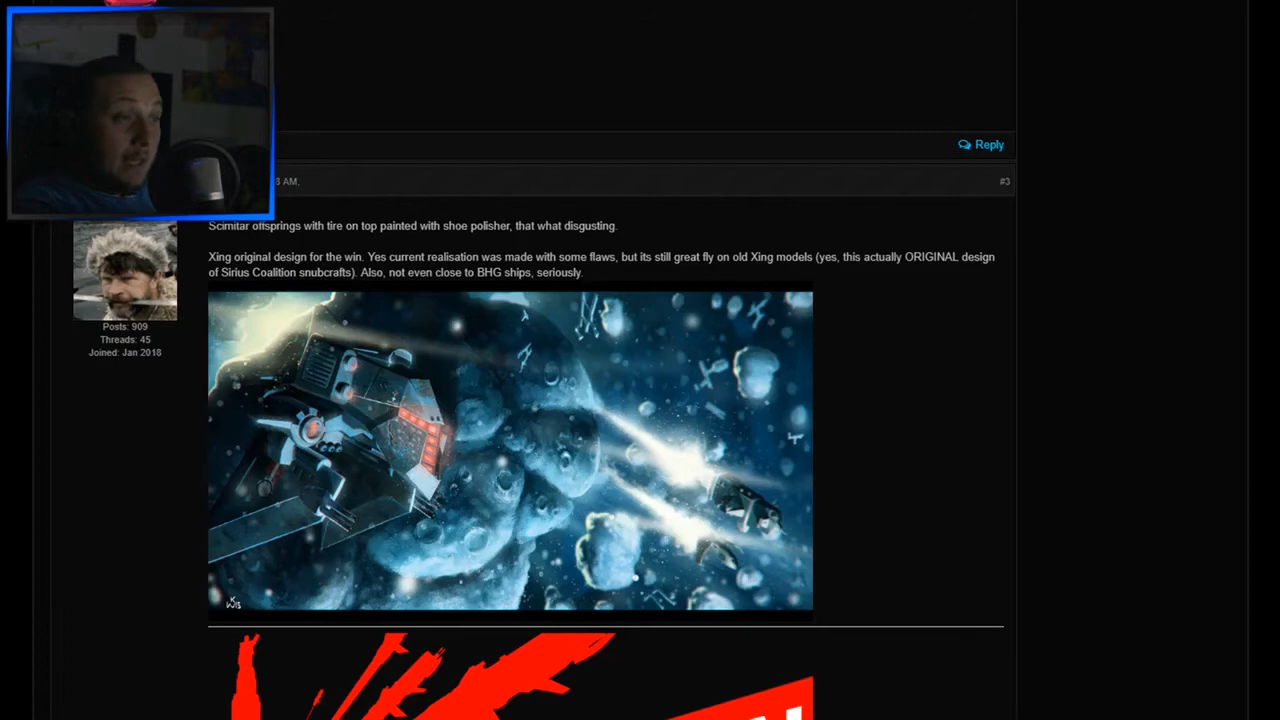 Reply
AM,
#3
Scimitar offsprings with tire on top painted with shoe polisher, that what disgusting.
Xing original design for the win. Yes current realisation was made with some flaws, but its still great fly on old Xing models (yes, this actually ORIGINAL design
of Sirius Coalition snubcrafts). Also, not even close to BHG ships, seriously.
Posts: 909
Threads: 45
Joined: Jan 2018